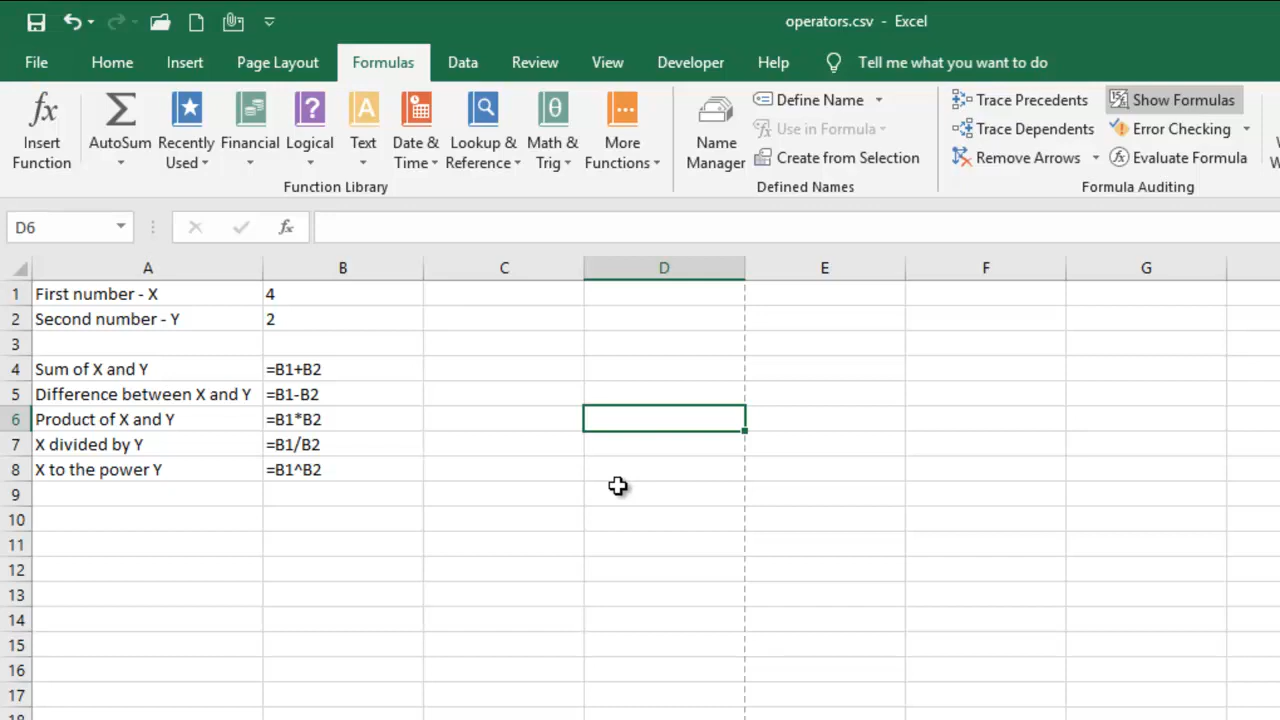 operators.csv - Excel
File Home Insert Page Layout Formulas Data Review View Developer Help Tell me what you want to do
fx Insert Function
Σ AutoSum
Recently Used
Financial
? Logical
A Text
Date & Time
Lookup & Reference
θ Math & Trig
More Functions
Function Library
Name Manager
Define Name
Use in Formula
Create from Selection
Defined Names
Trace Precedents
Trace Dependents
Remove Arrows
Show Formulas
Error Checking
fx Evaluate Formula
Formula Auditing
D6 fx
A B C D E F G
1 First number - X 4
2 Second number - Y 2
3
4 Sum of X and Y =B1+B2
5 Difference between X and Y =B1-B2
6 Product of X and Y =B1*B2
7 X divided by Y =B1/B2
8 X to the power Y =B1^B2
9
10
11
12
13
14
15
16
17